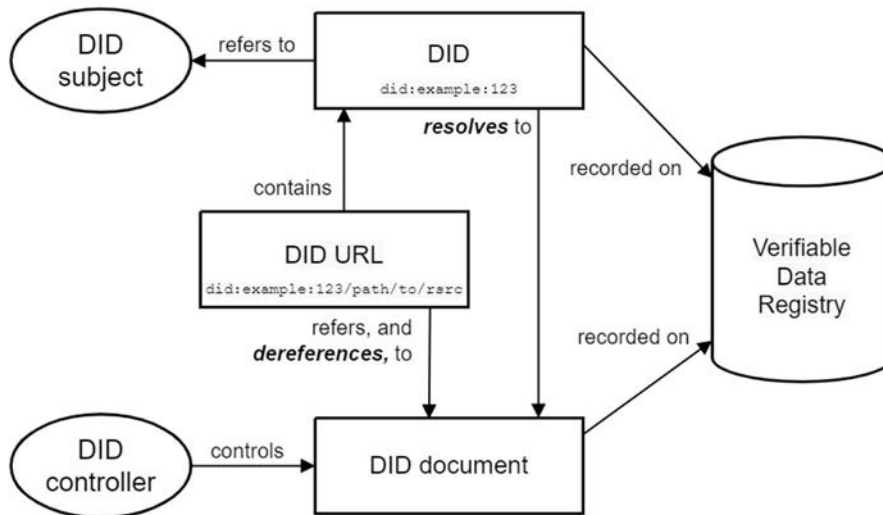 DID
subject
refers to
DID
did:example:123
resolves to
recorded on
contains
DID URL
did:example:123/path/to/rsrc
Verifiable
Data
Registry
refers, and
dereferences, to
recorded on
DID
controller
controls
DID document